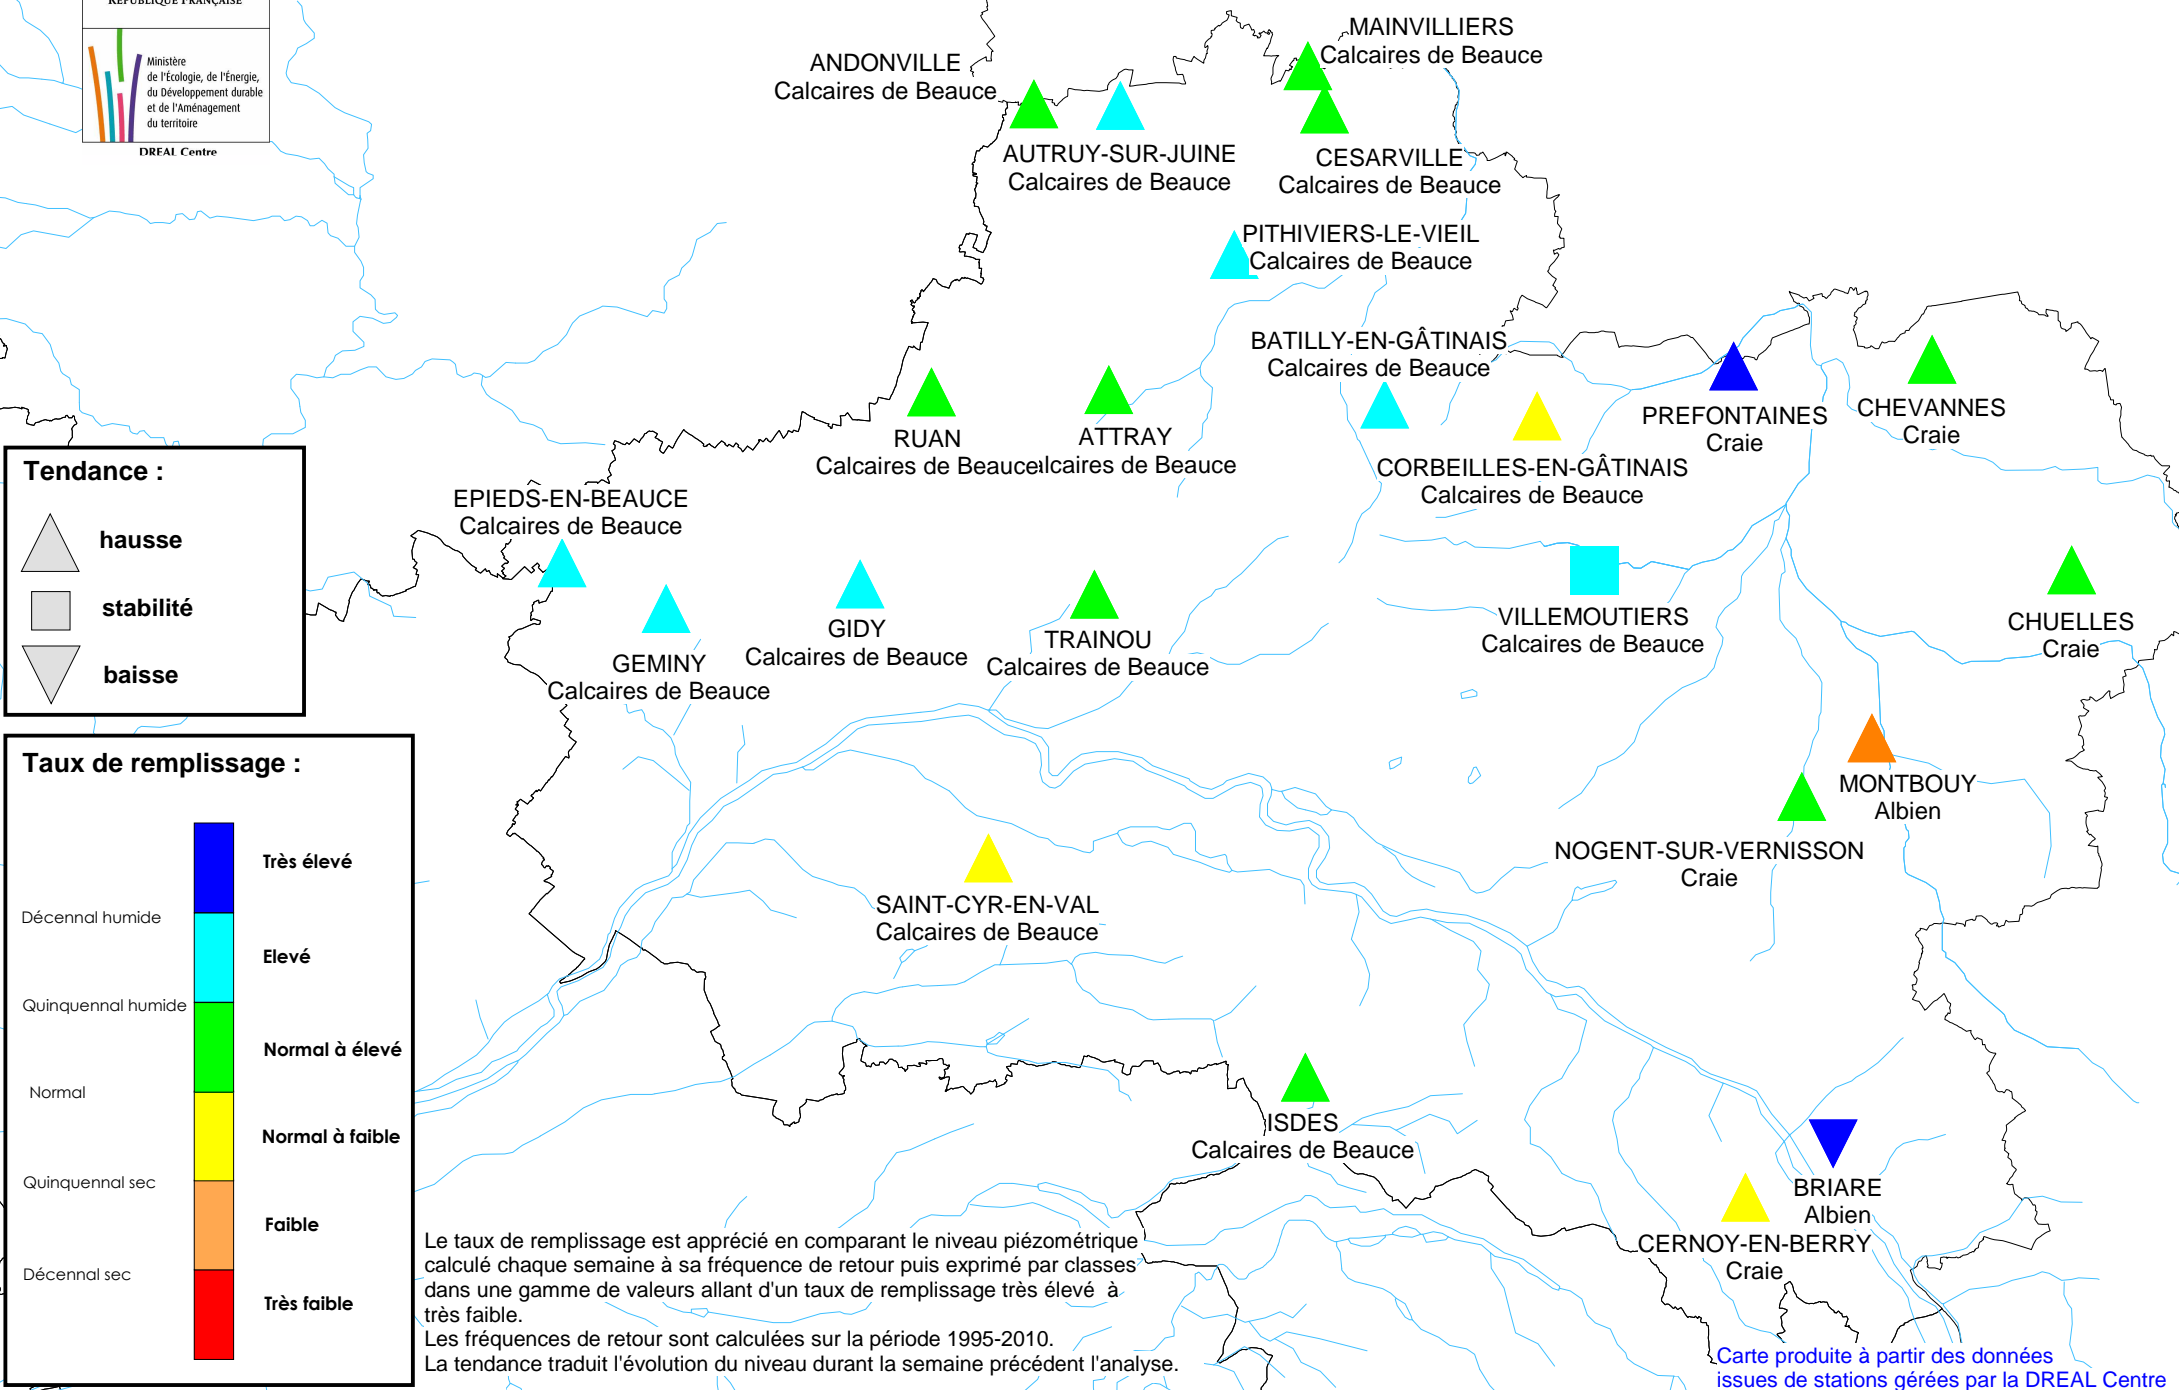 RÉPUBLIQUE FRANÇAISE
Ministère
de l'Écologie, de l'Énergie,
du Développement durable
et de l'Aménagement
du territoire
DREAL Centre
MAINVILLIERS
Calcaires de Beauce
ANDONVILLE
Calcaires de Beauce
AUTRUY-SUR-JUINE
Calcaires de Beauce
CESARVILLE
Calcaires de Beauce
PITHIVIERS-LE-VIEIL
Calcaires de Beauce
BATILLY-EN-GÂTINAIS
Calcaires de Beauce
PREFONTAINES
Craie
CHEVANNES
Craie
RUAN
Calcaires de Beauce
ATTRAY
alcaires de Beauce
CORBEILLES-EN-GÂTINAIS
Calcaires de Beauce
EPIEDS-EN-BEAUCE
Calcaires de Beauce
GEMINY
Calcaires de Beauce
GIDY
Calcaires de Beauce
TRAINOU
Calcaires de Beauce
VILLEMOUTIERS
Calcaires de Beauce
CHUELLES
Craie
MONTBOUY
Albien
NOGENT-SUR-VERNISSON
Craie
SAINT-CYR-EN-VAL
Calcaires de Beauce
ISDES
Calcaires de Beauce
BRIARE
Albien
CERNOY-EN-BERRY
Craie
Tendance :
hausse
stabilité
baisse
Taux de remplissage :
Très élevé
Décennal humide
Elevé
Quinquennal humide
Normal à élevé
Normal
Normal à faible
Quinquennal sec
Faible
Décennal sec
Très faible
Le taux de remplissage est apprécié en comparant le niveau piézométrique
calculé chaque semaine à sa fréquence de retour puis exprimé par classes
dans une gamme de valeurs allant d'un taux de remplissage très élevé à
très faible.
Les fréquences de retour sont calculées sur la période 1995-2010.
La tendance traduit l'évolution du niveau durant la semaine précédent l'analyse.
Carte produite à partir des données
issues de stations gérées par la DREAL Centre